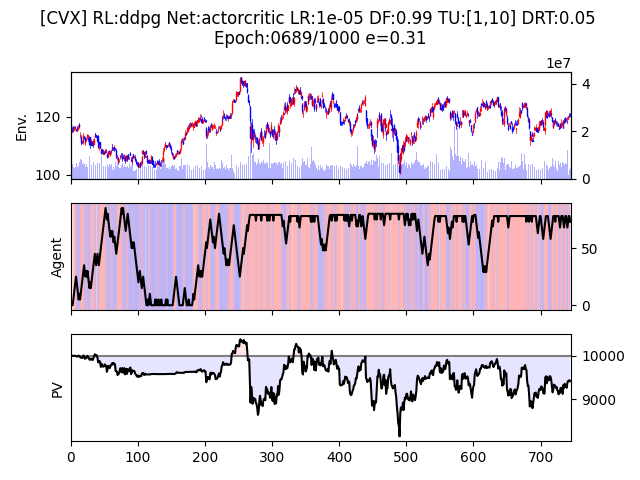 [CVX] RL:ddpg Net:actorcritic LR:1e-05 DF:0.99 TU:[1,10] DRT:0.05
Epoch:0689/1000 e=0.31
1e7
Env.
120
100
4
2
0
Agent
50
0
PV
10000
9000
0 100 200 300 400 500 600 700